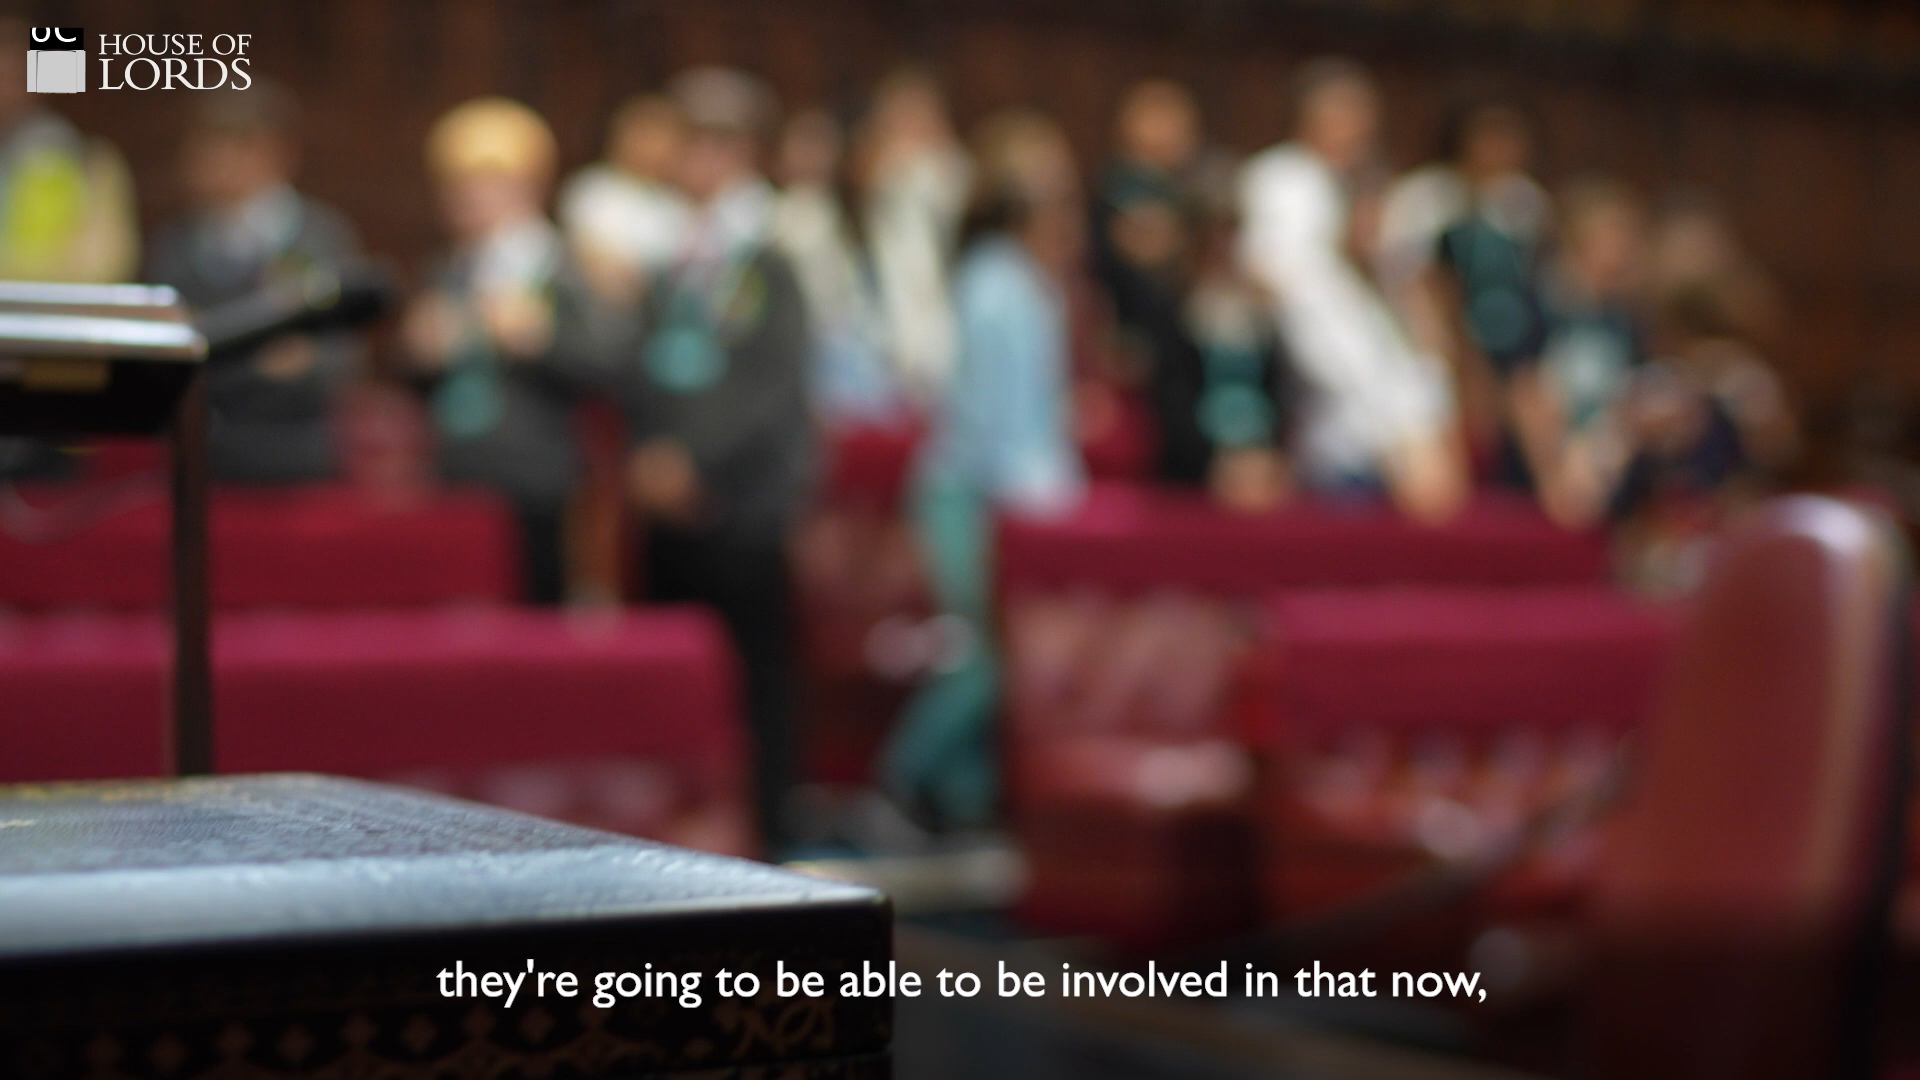 HOUSE OF
LORDS
they're going to be able to be involved in that now,